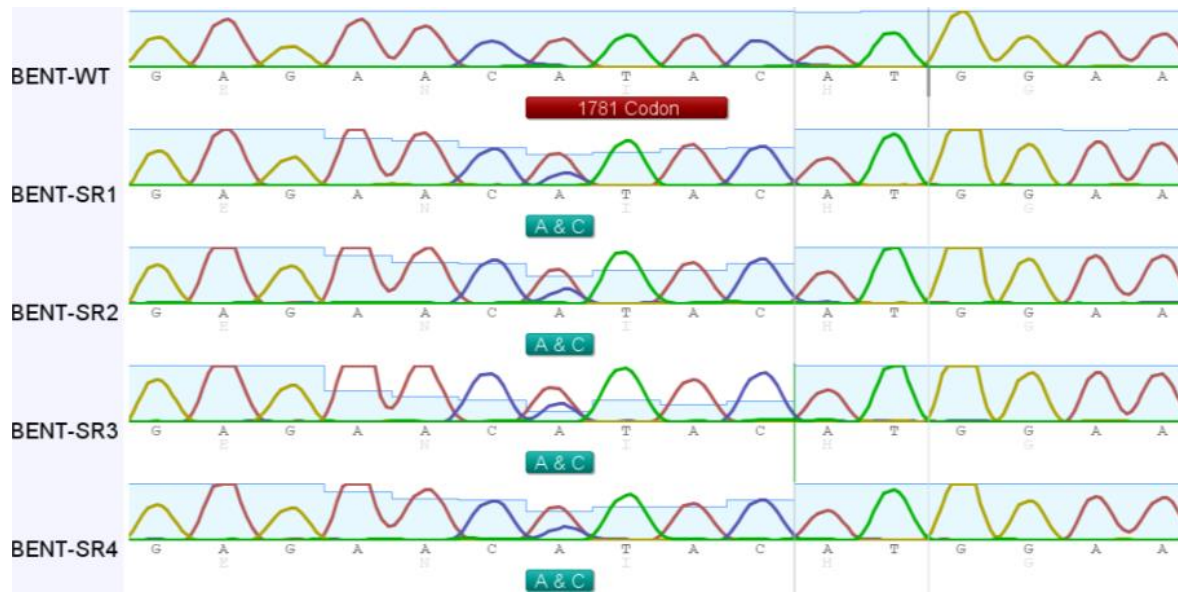 BENT-WT G A G A A C A T A C A T G G A A
E N I H G
1781 Codon
BENT-SR1 G A G A A C A T A C A T G G A A
E N I H G
A & C
BENT-SR2 G A G A A C A T A C A T G G A A
E N I H G
A & C
BENT-SR3 G A G A A C A T A C A T G G A A
E N I H G
A & C
BENT-SR4 G A G A A C A T A C A T G G A A
E N I H G
A & C